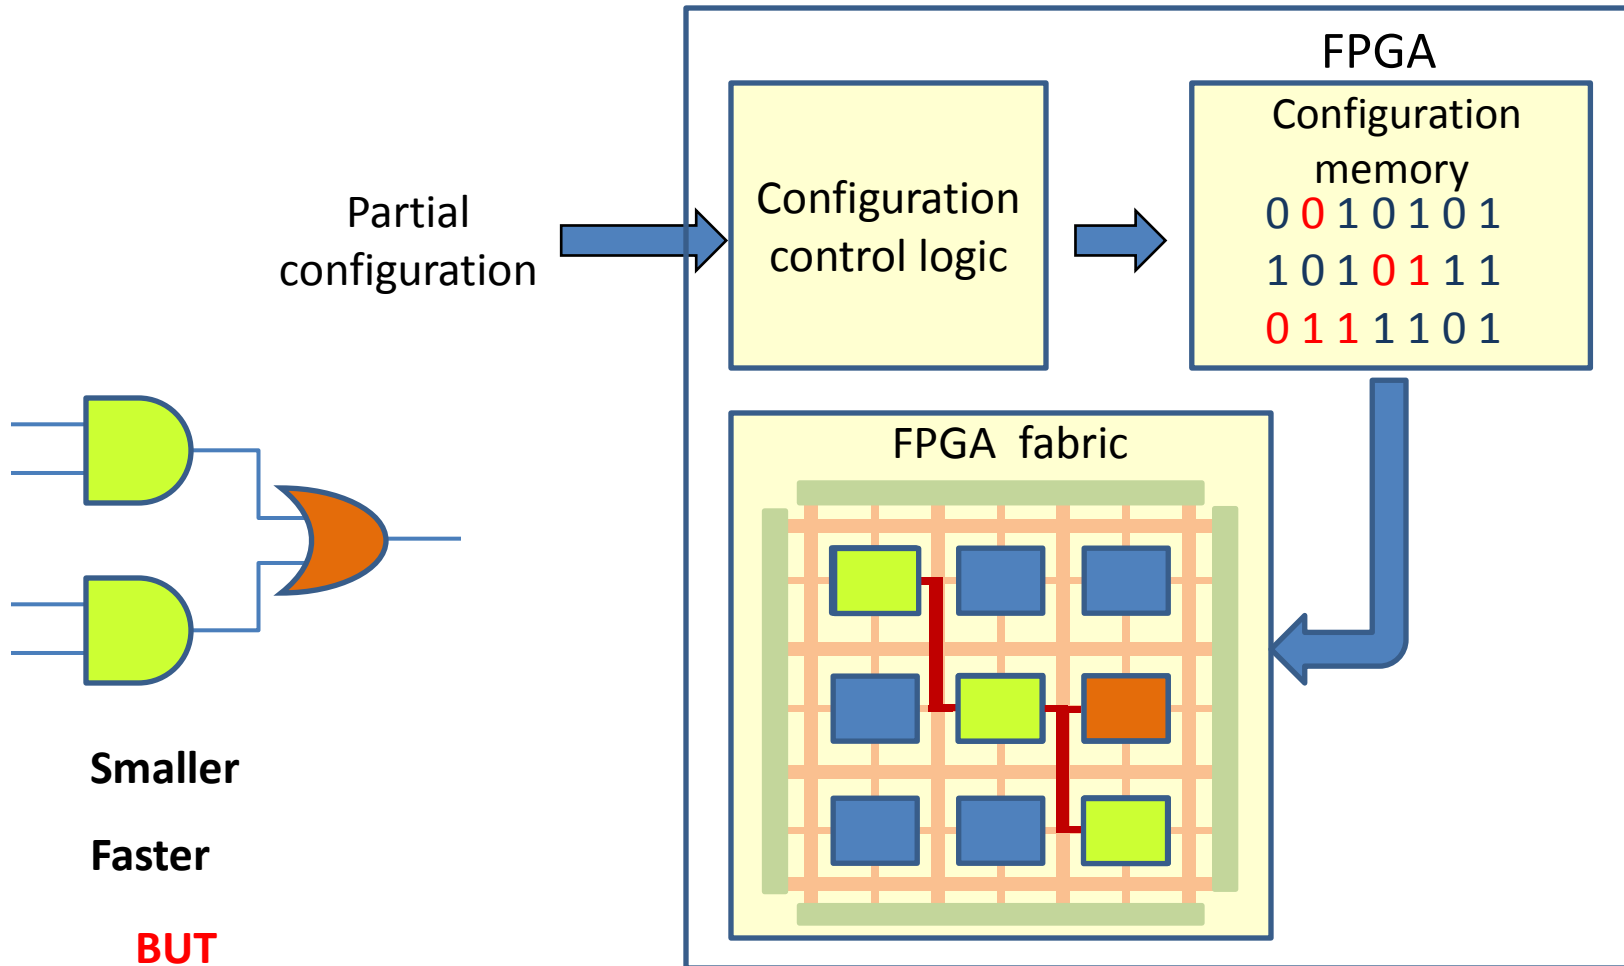 FPGA
Partial
configuration
Configuration
control logic
Configuration
memory
0 0 1 0 1 0 1
1 0 1 0 1 1 1
0 1 1 1 1 0 1
FPGA fabric
Smaller
Faster
BUT